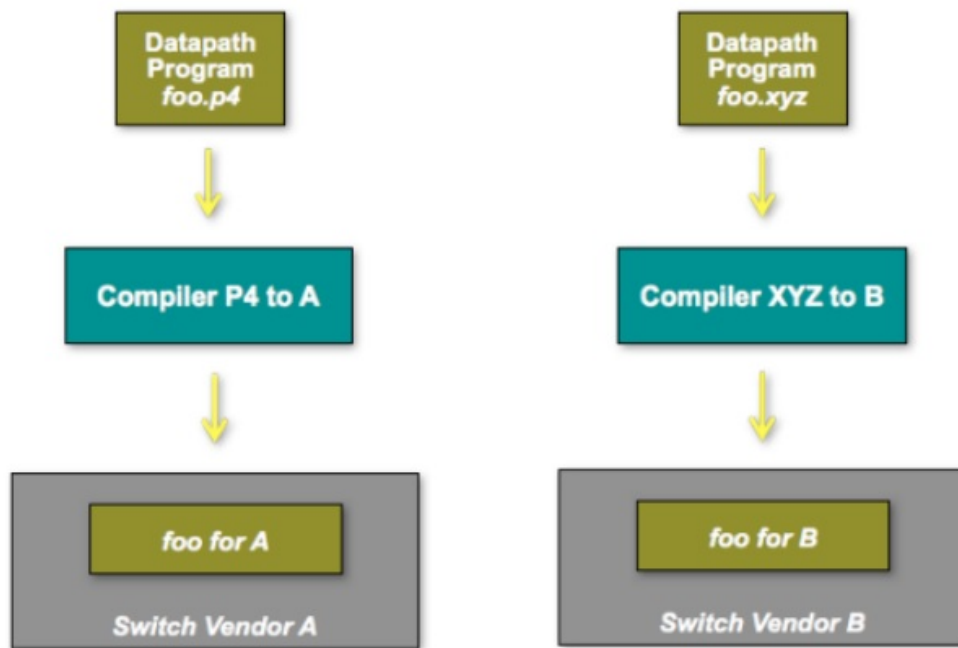 Datapath
Program
foo.p4
Datapath
Program
foo.xyz
Compiler P4 to A
Compiler XYZ to B
foo for A
foo for B
Switch Vendor A
Switch Vendor B